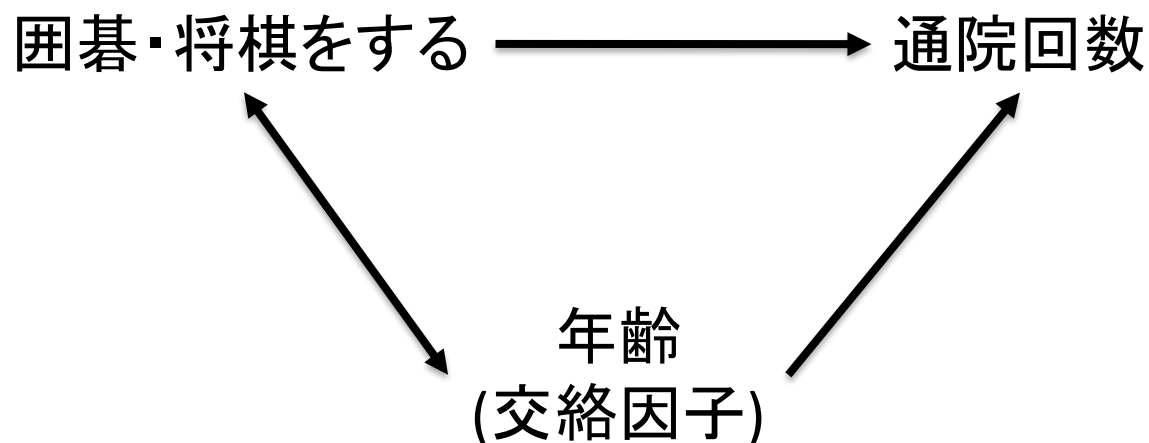 囲碁・将棋をする
通院回数
年齢
(交絡因子)